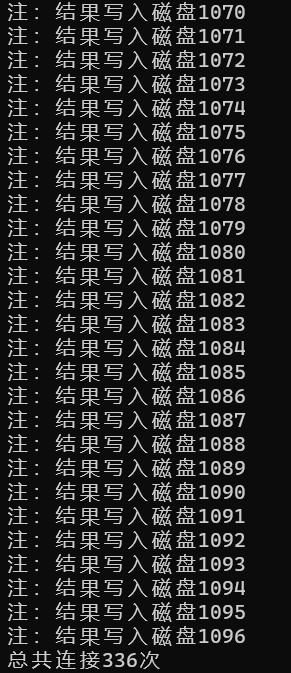 注: 结果写入磁盘1070
注: 结果写入磁盘1071
注: 结果写入磁盘1072
注: 结果写入磁盘1073
注: 结果写入磁盘1074
注: 结果写入磁盘1075
注: 结果写入磁盘1076
注: 结果写入磁盘1077
注: 结果写入磁盘1078
注: 结果写入磁盘1079
注: 结果写入磁盘1080
注: 结果写入磁盘1081
注: 结果写入磁盘1082
注: 结果写入磁盘1083
注: 结果写入磁盘1084
注: 结果写入磁盘1085
注: 结果写入磁盘1086
注: 结果写入磁盘1087
注: 结果写入磁盘1088
注: 结果写入磁盘1089
注: 结果写入磁盘1090
注: 结果写入磁盘1091
注: 结果写入磁盘1092
注: 结果写入磁盘1093
注: 结果写入磁盘1094
注: 结果写入磁盘1095
注: 结果写入磁盘1096
总共连接336次